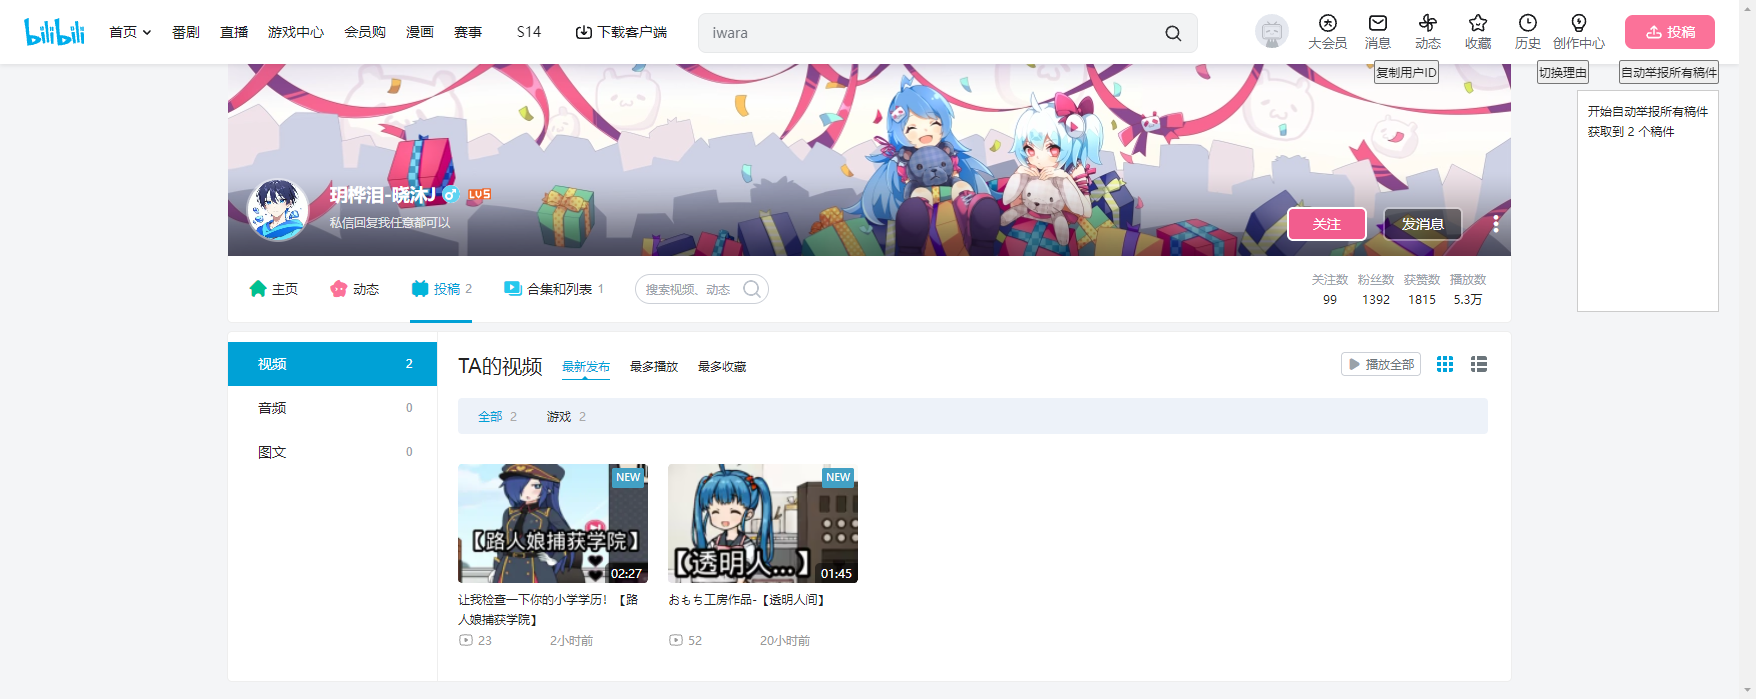 bilibili
首页 番剧 直播 游戏中心 会员购 漫画 赛事 S14 下载客户端
iwara
大会员 消息 动态 收藏 历史 创作中心 投稿
复制用户ID 切换理由 自动举报所有稿件
开始自动举报所有稿件
获取到 2 个稿件
玥桦泪-晓沐J LV5
私信回复我任意都可以
关注 发消息
主页 动态 投稿 2 合集和列表 1 搜索视频、动态
关注数 粉丝数 获赞数 播放数
99 1392 1815 5.3万
视频 2
音频 0
图文 0
TA的视频 最新发布 最多播放 最多收藏 播放全部
全部 2 游戏 2
NEW
【路人娘捕获学院】
02:27
让我检查一下你的小学学历！【路
人娘捕获学院】
23 2小时前
NEW
【透明人...】
01:45
おもち工房作品-【透明人间】
52 20小时前